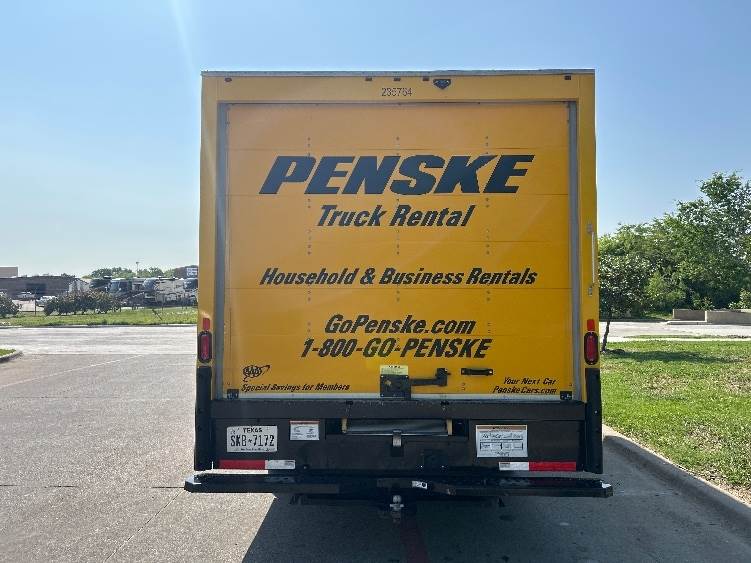 235764
PENSKE
Truck Rental
Household & Business Rentals
GoPenske.com
1-800-GO-PENSKE
AAA
Special Savings for Members
Your Next Car
PenskeCars.com
TEXAS
SKB-7172